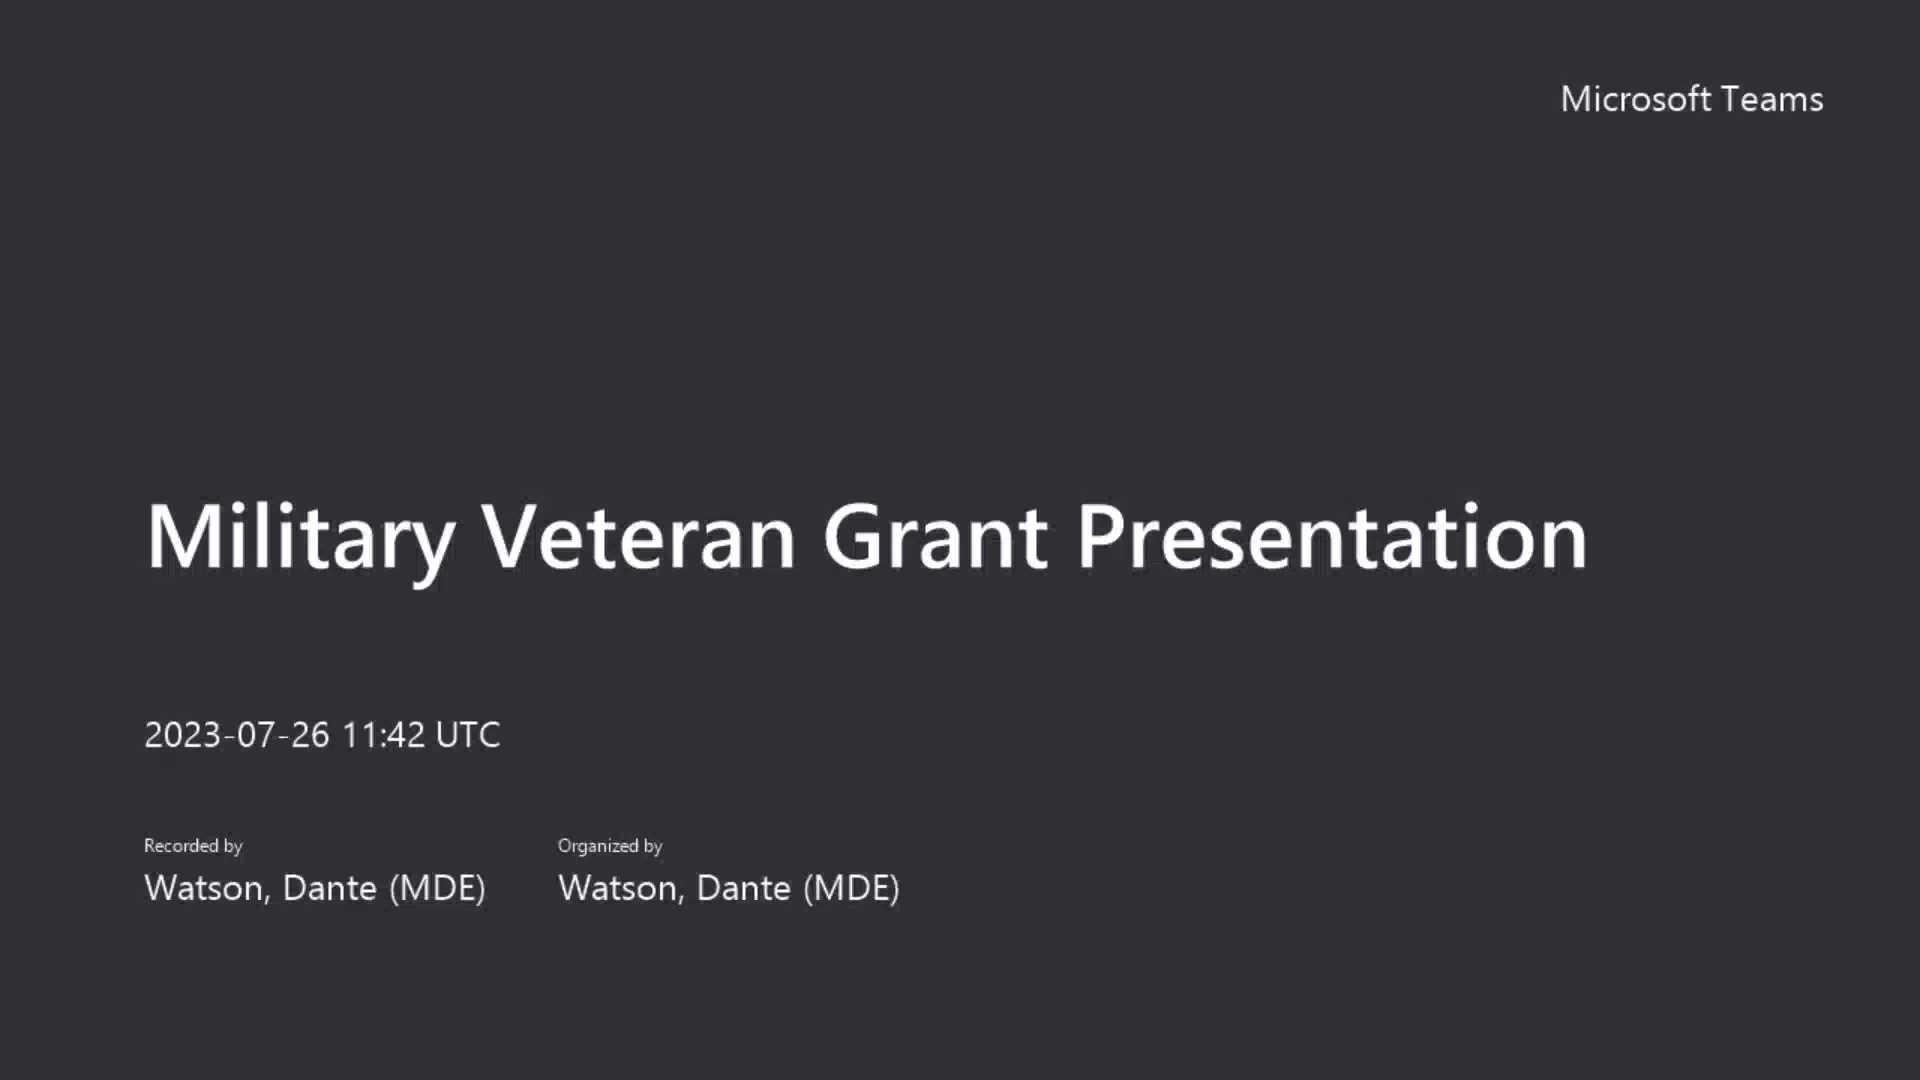 Microsoft Teams
Military Veteran Grant Presentation
2023-07-26 11:42 UTC
Recorded by
Watson, Dante (MDE)
Organized by
Watson, Dante (MDE)